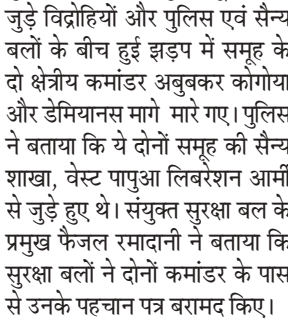 जुड़े विद्रोहियों और पुलिस एवं सैन्य
बलों के बीच हुई झड़प में समूह के
दो क्षेत्रीय कमांडर अबुबकर कोगोया
और डेमियानस मागे मारे गए। पुलिस
ने बताया कि ये दोनों समूह की सैन्य
शाखा, वेस्ट पापुआ लिबरेशन आर्मी
से जुड़े हुए थे। संयुक्त सुरक्षा बल के
प्रमुख फैजल रमादानी ने बताया कि
सुरक्षा बलों ने दोनों कमांडर के पास
से उनके पहचान पत्र बरामद किए।